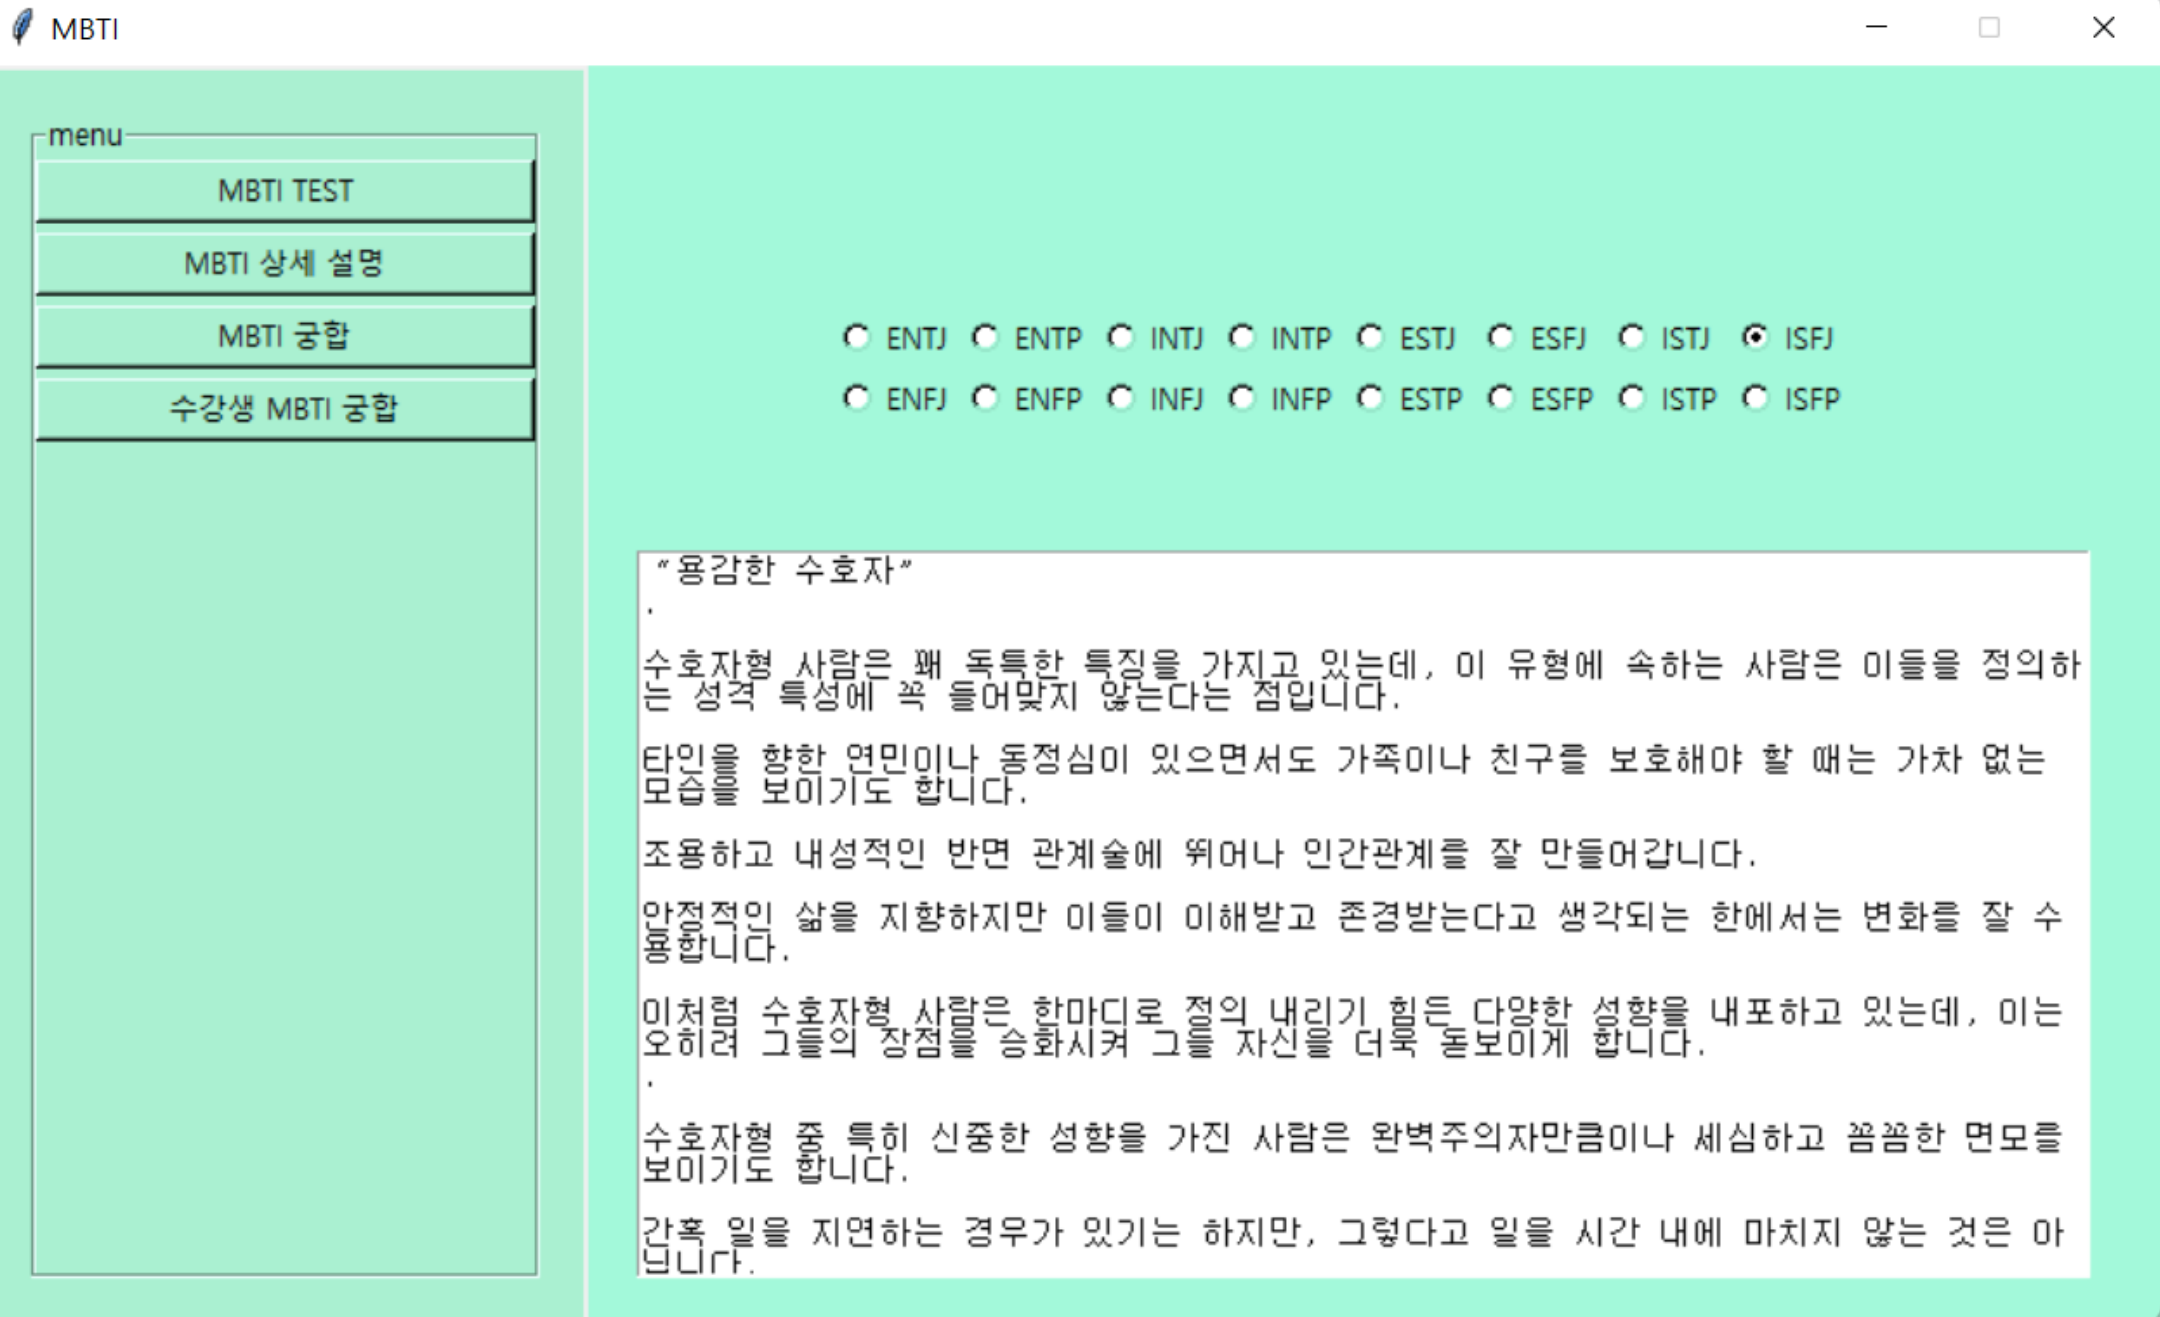 MBTI
menu
MBTI TEST
MBTI 상세 설명
MBTI 궁합
수강생 MBTI 궁합
ENTJ ENTP INTJ INTP ESTJ ESFJ ISTJ ISFJ
ENFJ ENFP INFJ INFP ESTP ESFP ISTP ISFP
"용감한 수호자"
.
수호자형 사람은 꽤 독특한 특징을 가지고 있는데, 이 유형에 속하는 사람은 이들을 정의하
는 성격 특성에 꼭 들어맞지 않는다는 점입니다.
타인을 향한 연민이나 동정심이 있으면서도 가족이나 친구를 보호해야 할 때는 가차 없는
모습을 보이기도 합니다.
조용하고 내성적인 반면 관계술에 뛰어나 인간관계를 잘 만들어갑니다.
안정적인 삶을 지향하지만 이들이 이해받고 존경받는다고 생각되는 한에서는 변화를 잘 수
용합니다.
이처럼 수호자형 사람은 한마디로 정의 내리기 힘든 다양한 성향을 내포하고 있는데, 이는
오히려 그들의 장점을 승화시켜 그들 자신을 더욱 돋보이게 합니다.
.
수호자형 중 특히 신중한 성향을 가진 사람은 완벽주의자만큼이나 세심하고 꼼꼼한 면모를
보이기도 합니다.
간혹 일을 지연하는 경우가 있기는 하지만, 그렇다고 일을 시간 내에 마치지 않는 것은 아
닙니다.